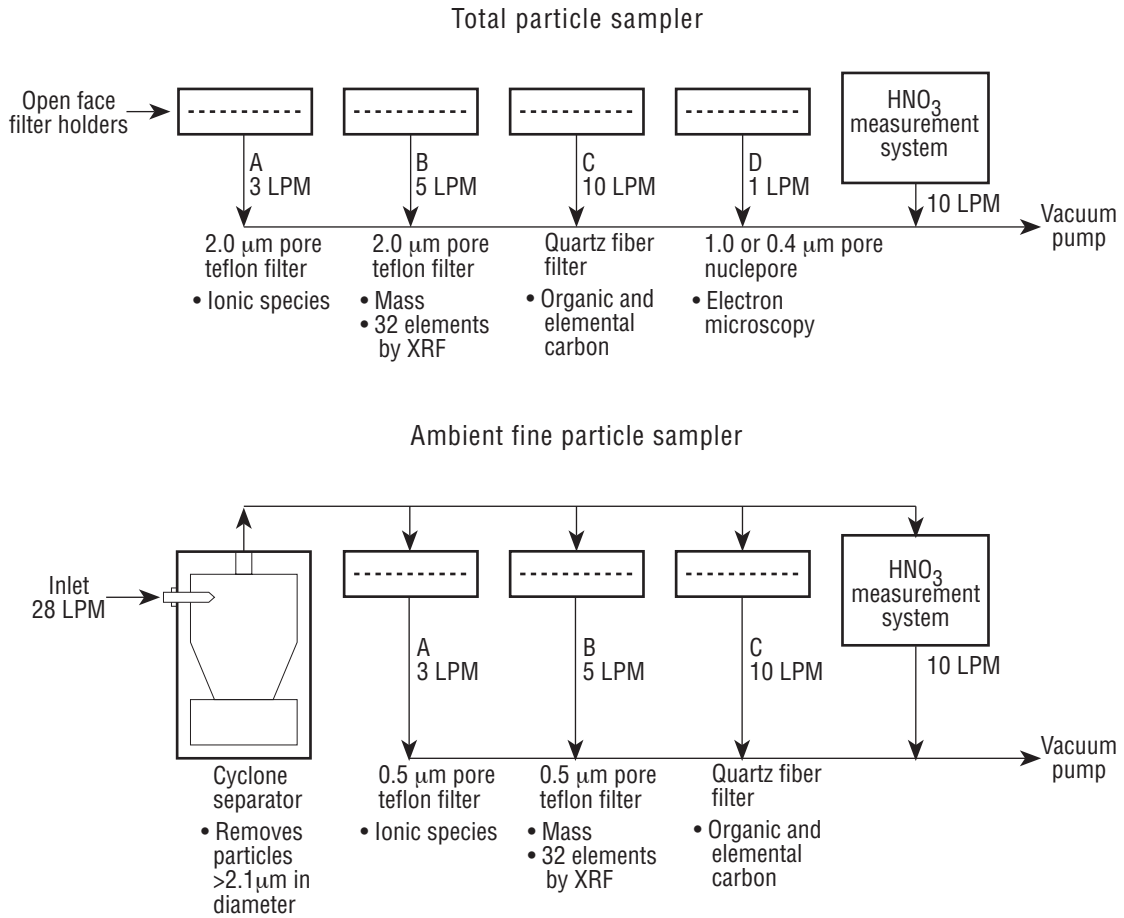 Total particle sampler
Open face
filter holders
A
3 LPM
B
5 LPM
C
10 LPM
D
1 LPM
HNO3
measurement
system
10 LPM
Vacuum
pump
2.0 μm pore
teflon filter
• Ionic species
2.0 μm pore
teflon filter
• Mass
• 32 elements
by XRF
Quartz fiber
filter
• Organic and
elemental
carbon
1.0 or 0.4 μm pore
nuclepore
• Electron
microscopy
Ambient fine particle sampler
Inlet
28 LPM
A
3 LPM
B
5 LPM
C
10 LPM
HNO3
measurement
system
10 LPM
Vacuum
pump
Cyclone
separator
• Removes
particles
>2.1μm in
diameter
0.5 μm pore
teflon filter
• Ionic species
0.5 μm pore
teflon filter
• Mass
• 32 elements
by XRF
Quartz fiber
filter
• Organic and
elemental
carbon